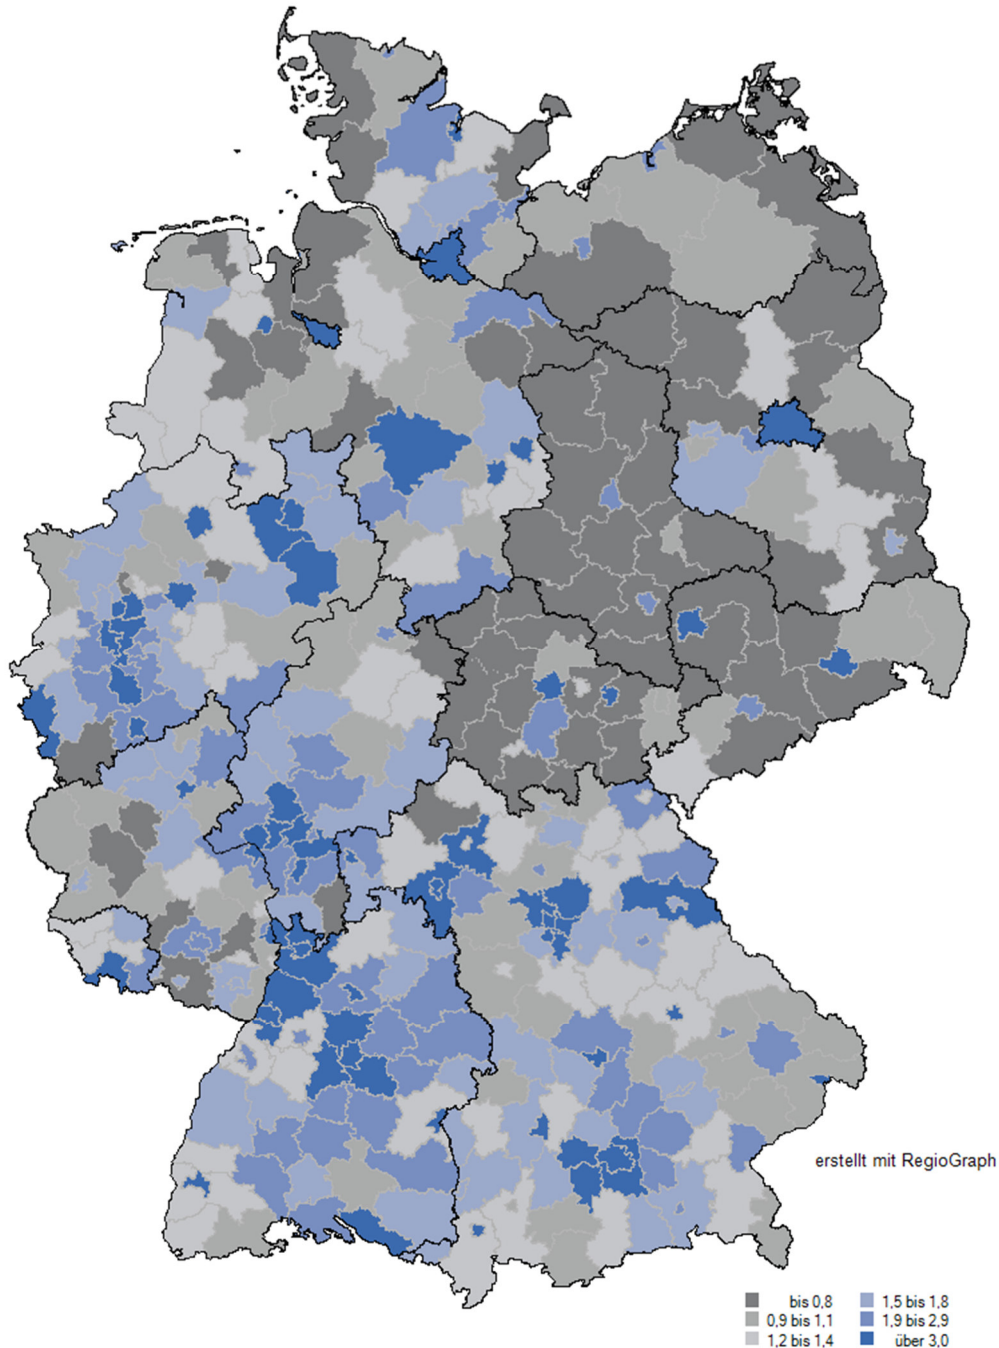 erstellt mit RegioGraph
bis 0,8
0,9 bis 1,1
1,2 bis 1,4
1,5 bis 1,8
1,9 bis 2,9
über 3,0